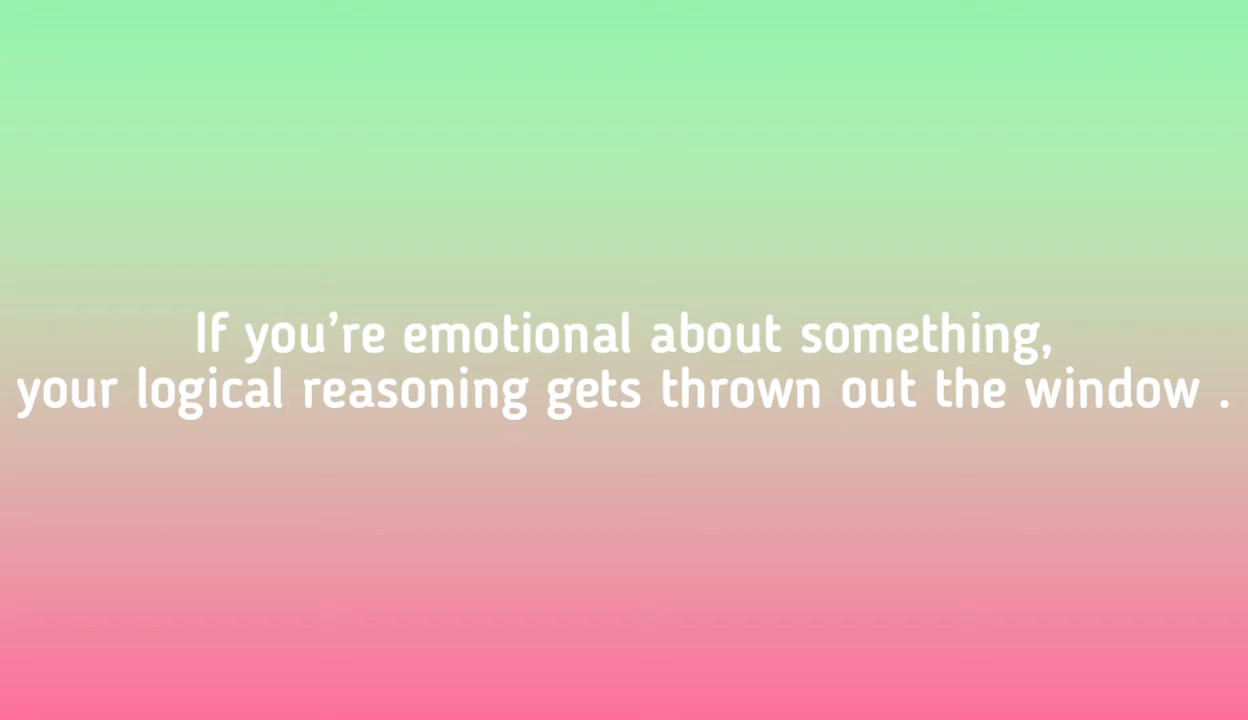 If you’re emotional about something,
your logical reasoning gets thrown out the window .